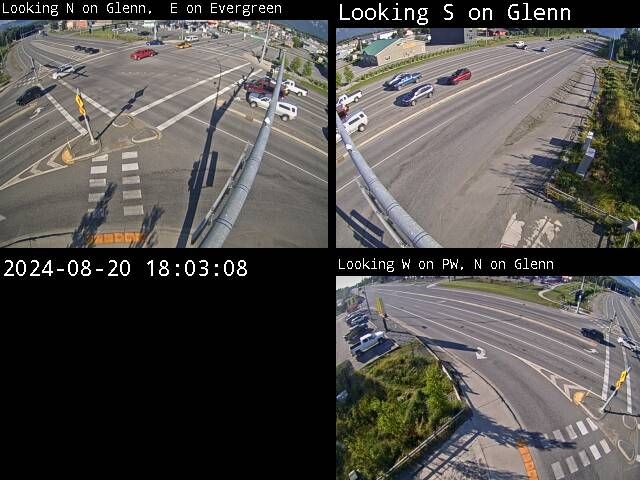 Looking N on Glenn,  E on Evergreen
Looking S on Glenn
2024-08-20 18:03:08
Looking W on PW, N on Glenn